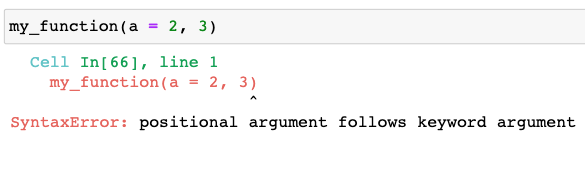 my_function(a = 2, 3)
Cell In[66], line 1
my_function(a = 2, 3)
^
SyntaxError: positional argument follows keyword argument